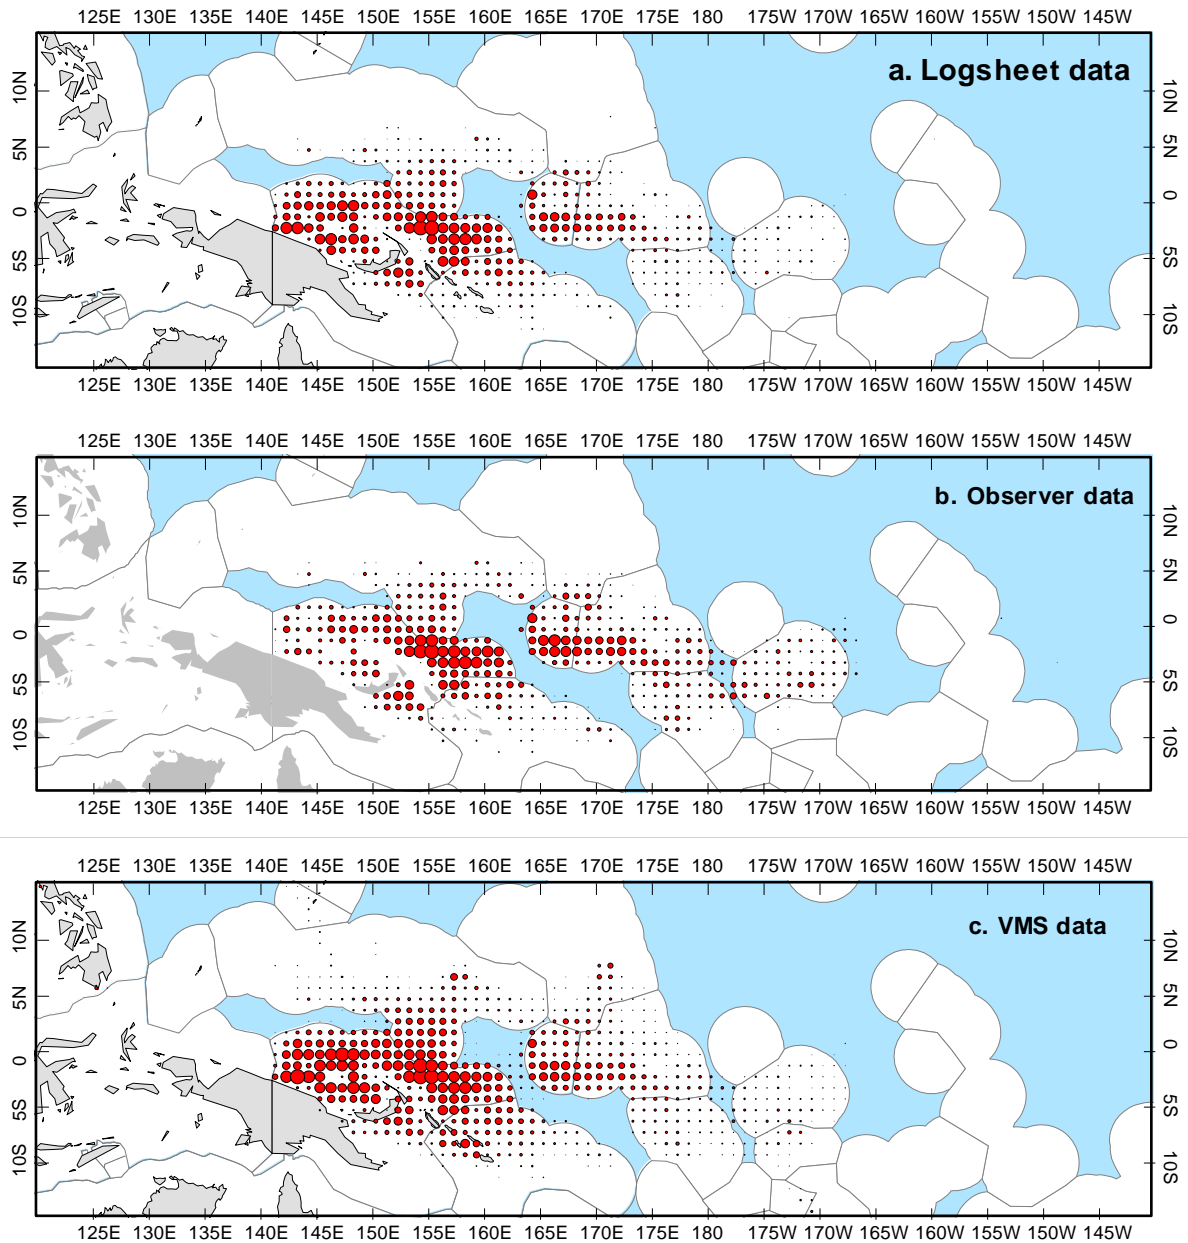 125E 130E 135E 140E 145E 150E 155E 160E 165E 170E 175E 180 175W 170W 165W 160W 155W 150W 145W
a. Logsheet data
10N 10N
5N 5N
0 0
5S 5S
10S 10S
125E 130E 135E 140E 145E 150E 155E 160E 165E 170E 175E 180 175W 170W 165W 160W 155W 150W 145W
125E 130E 135E 140E 145E 150E 155E 160E 165E 170E 175E 180 175W 170W 165W 160W 155W 150W 145W
b. Observer data
10N 10N
5N 5N
0 0
5S 5S
10S 10S
125E 130E 135E 140E 145E 150E 155E 160E 165E 170E 175E 180 175W 170W 165W 160W 155W 150W 145W
125E 130E 135E 140E 145E 150E 155E 160E 165E 170E 175E 180 175W 170W 165W 160W 155W 150W 145W
c. VMS data
10N 10N
5N 5N
0 0
5S 5S
10S 10S
125E 130E 135E 140E 145E 150E 155E 160E 165E 170E 175E 180 175W 170W 165W 160W 155W 150W 145W